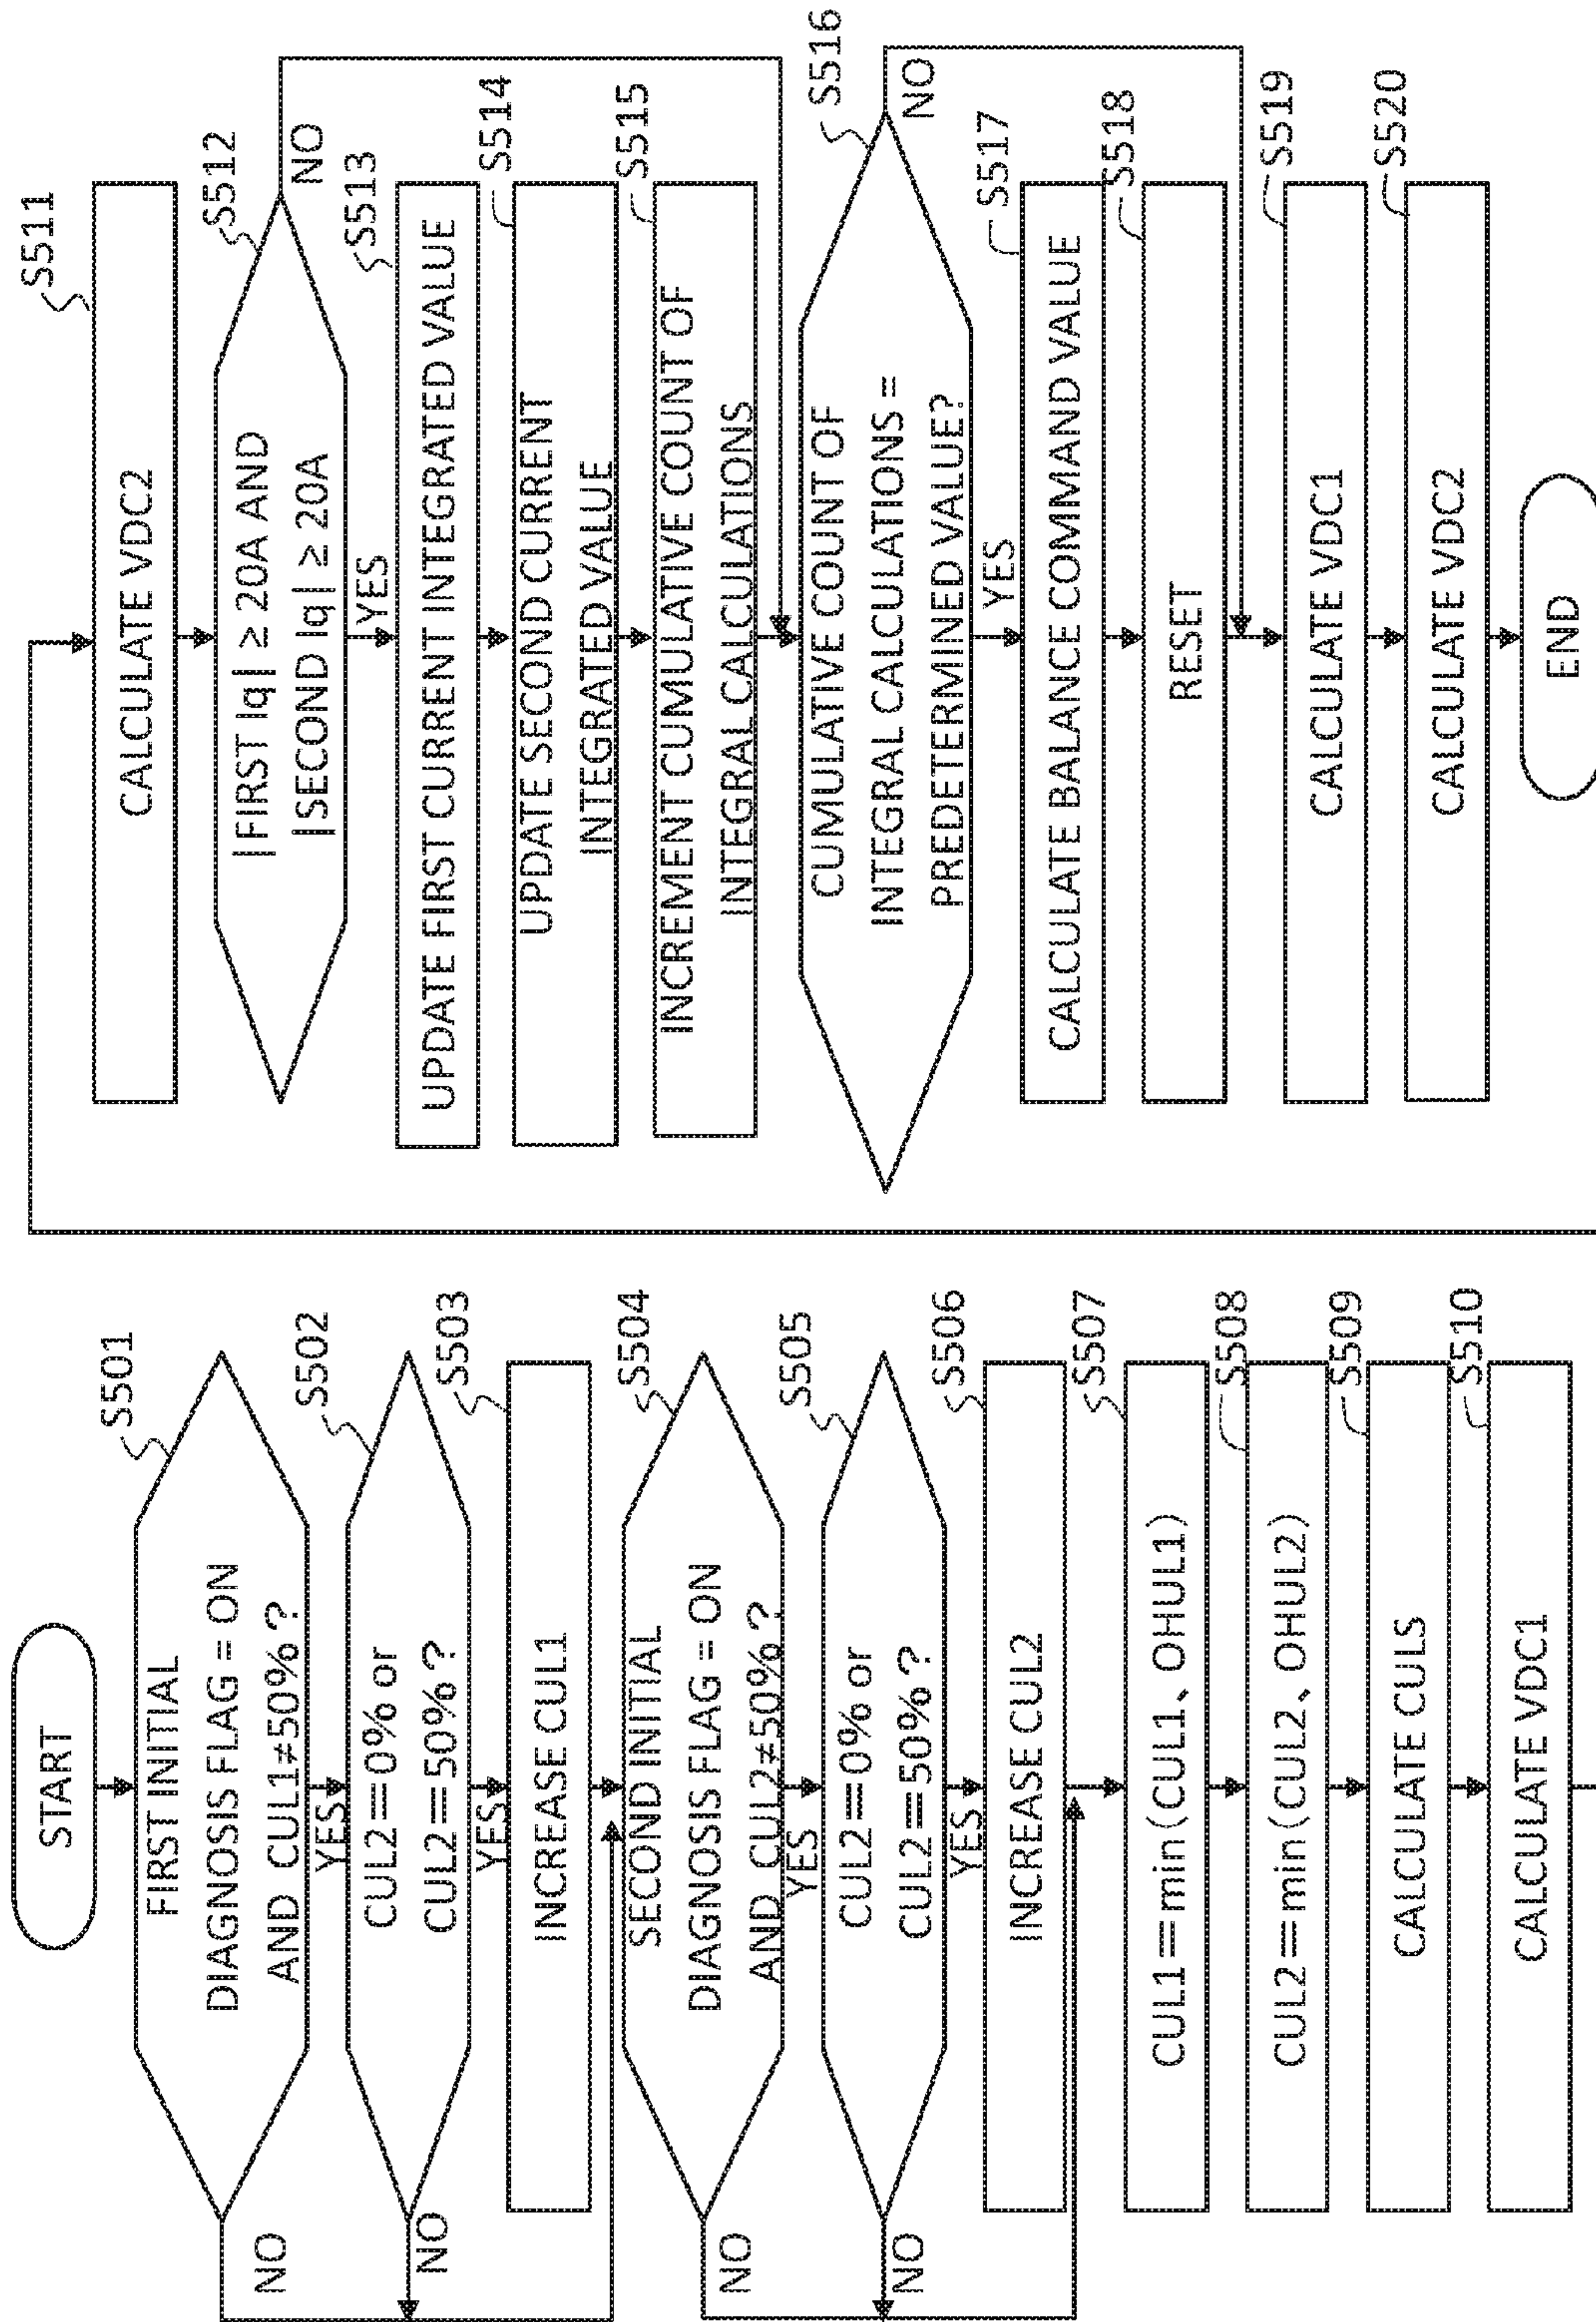 START
S501
FIRST INITIAL
DIAGNOSIS FLAG = ON
AND CUL1≠50% ?
NO
YES
S502
CUL2=0% or
CUL2=50% ?
NO
YES
S503
INCREASE CUL1
S504
SECOND INITIAL
DIAGNOSIS FLAG = ON
AND CUL2≠50% ?
NO
YES
S505
CUL2=0% or
CUL2=50% ?
NO
YES
S506
INCREASE CUL2
S507
CUL1=min(CUL1、OHUL1)
S508
CUL2=min(CUL2、OHUL2)
S509
CALCULATE CULS
S510
CALCULATE VDC1
S511
CALCULATE VDC2
S512
|FIRST Iq| ≥ 20A AND
|SECOND Iq| ≥ 20A
NO
YES
S513
UPDATE FIRST CURRENT INTEGRATED VALUE
S514
UPDATE SECOND CURRENT
INTEGRATED VALUE
S515
INCREMENT CUMULATIVE COUNT OF
INTEGRAL CALCULATIONS
S516
CUMULATIVE COUNT OF
INTEGRAL CALCULATIONS =
PREDETERMINED VALUE?
NO
YES
S517
CALCULATE BALANCE COMMAND VALUE
S518
RESET
S519
CALCULATE VDC1
S520
CALCULATE VDC2
END